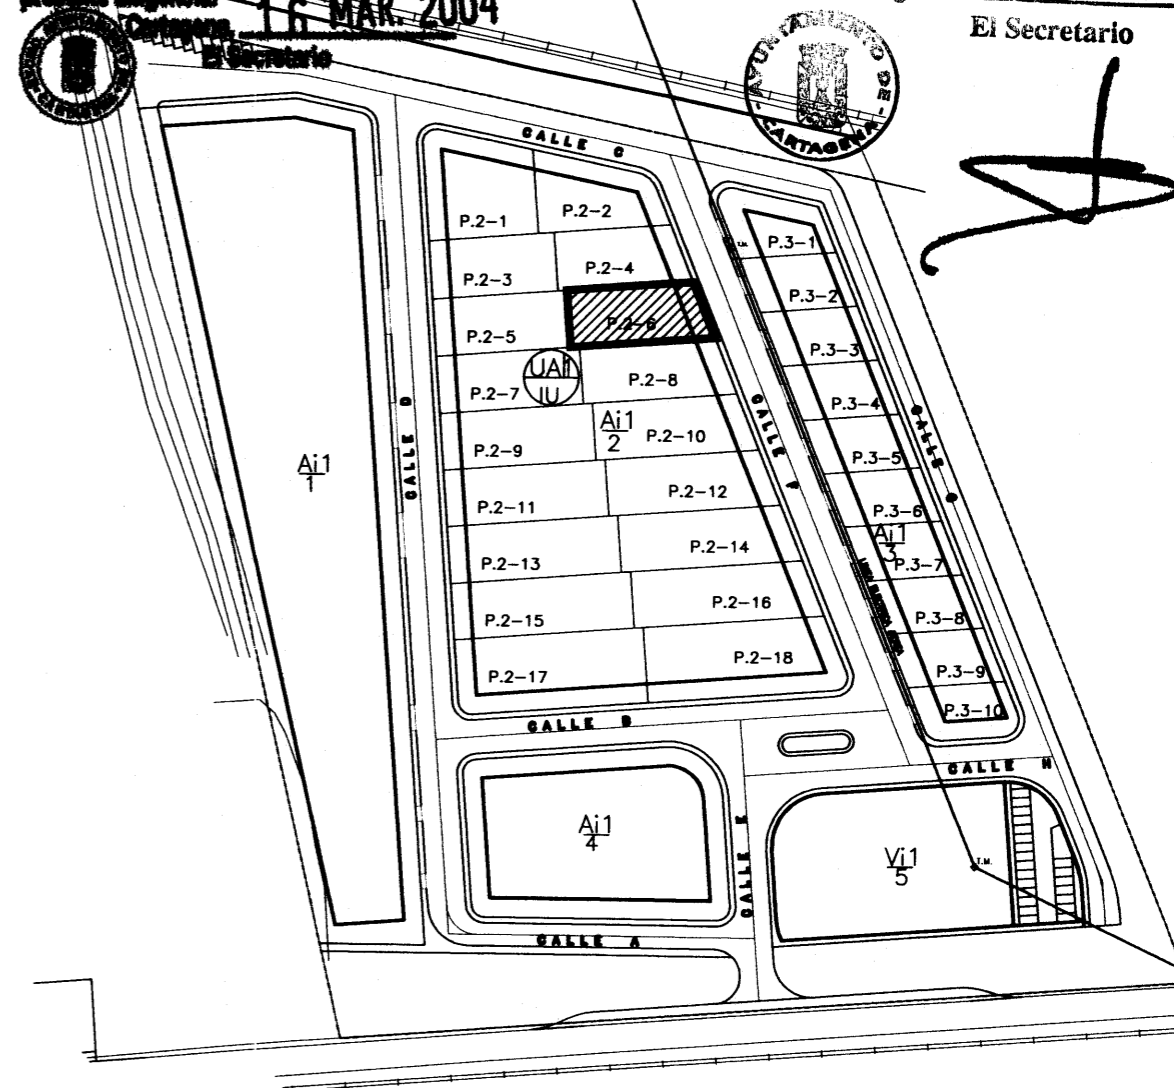 Cartagena,
16 MAR. 2004
El Secretario
AYUNTAMIENTO DE
- CARTAGENA -
El Secretario
CALLE C
P.2-1
P.2-2
P.2-3
P.2-4
P.2-5
P.2-6
P.2-7
P.2-8
P.2-9
P.2-10
P.2-11
P.2-12
P.2-13
P.2-14
P.2-15
P.2-16
P.2-17
P.2-18
UAi1
IU
Ai1
2
Ai1
1
CALLE D
CALLE F
CALLE G
T.M.
P.3-1
P.3-2
P.3-3
P.3-4
P.3-5
P.3-6
Ai1
3
P.3-7
P.3-8
P.3-9
P.3-10
CALLE B
CALLE H
Ai1
4
CALLE E
Vi1
5
T.M.
CALLE A